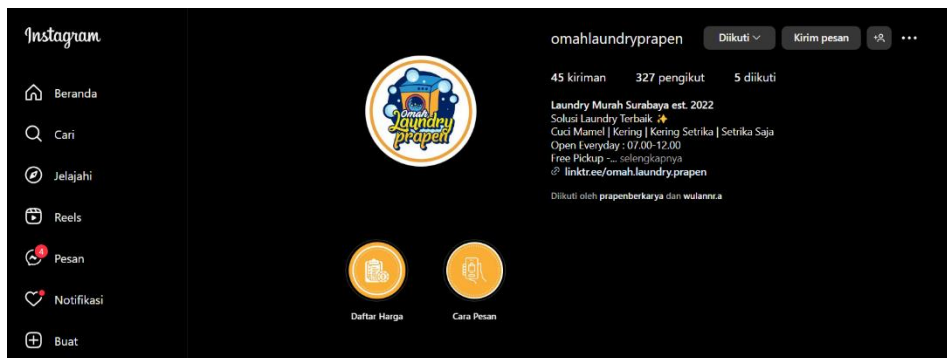 Instagram
Beranda
Cari
Jelajahi
Reels
4
Pesan
Notifikasi
Buat
Omah
Laundry
prapen
omahlaundryprapen
Diikuti
Kirim pesan
45 kiriman 327 pengikut 5 diikuti
Laundry Murah Surabaya est. 2022
Solusi Laundry Terbaik ✨
Cuci Mamel | Kering | Kering Setrika | Setrika Saja
Open Everyday : 07.00-12.00
Free Pickup -... selengkapnya
linktr.ee/omah.laundry.prapen
Diikuti oleh prapenberkarya dan wulannr.a
Daftar Harga
Cara Pesan